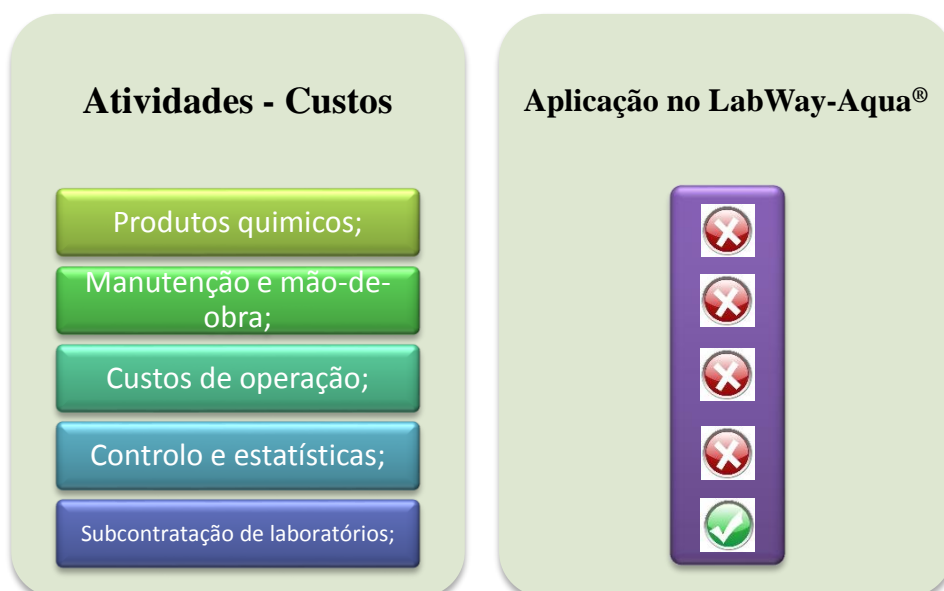 Atividades - Custos
Produtos quimicos;
Manutenção e mão-de-
obra;
Custos de operação;
Controlo e estatísticas;
Subcontratação de laboratórios;
Aplicação no LabWay-Aqua®